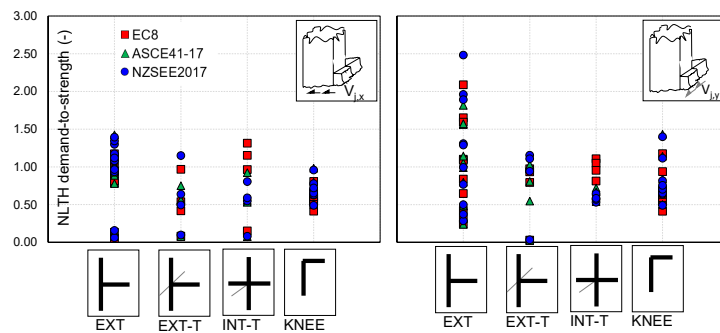 3.00
2.50
2.00
1.50
1.00
0.50
0.00
NLTH demand-to-strength (-)
EC8
ASCE41-17
NZSEE2017
Vj,x
Vj,y
EXT
EXT-T
INT-T
KNEE
EXT
EXT-T
INT-T
KNEE